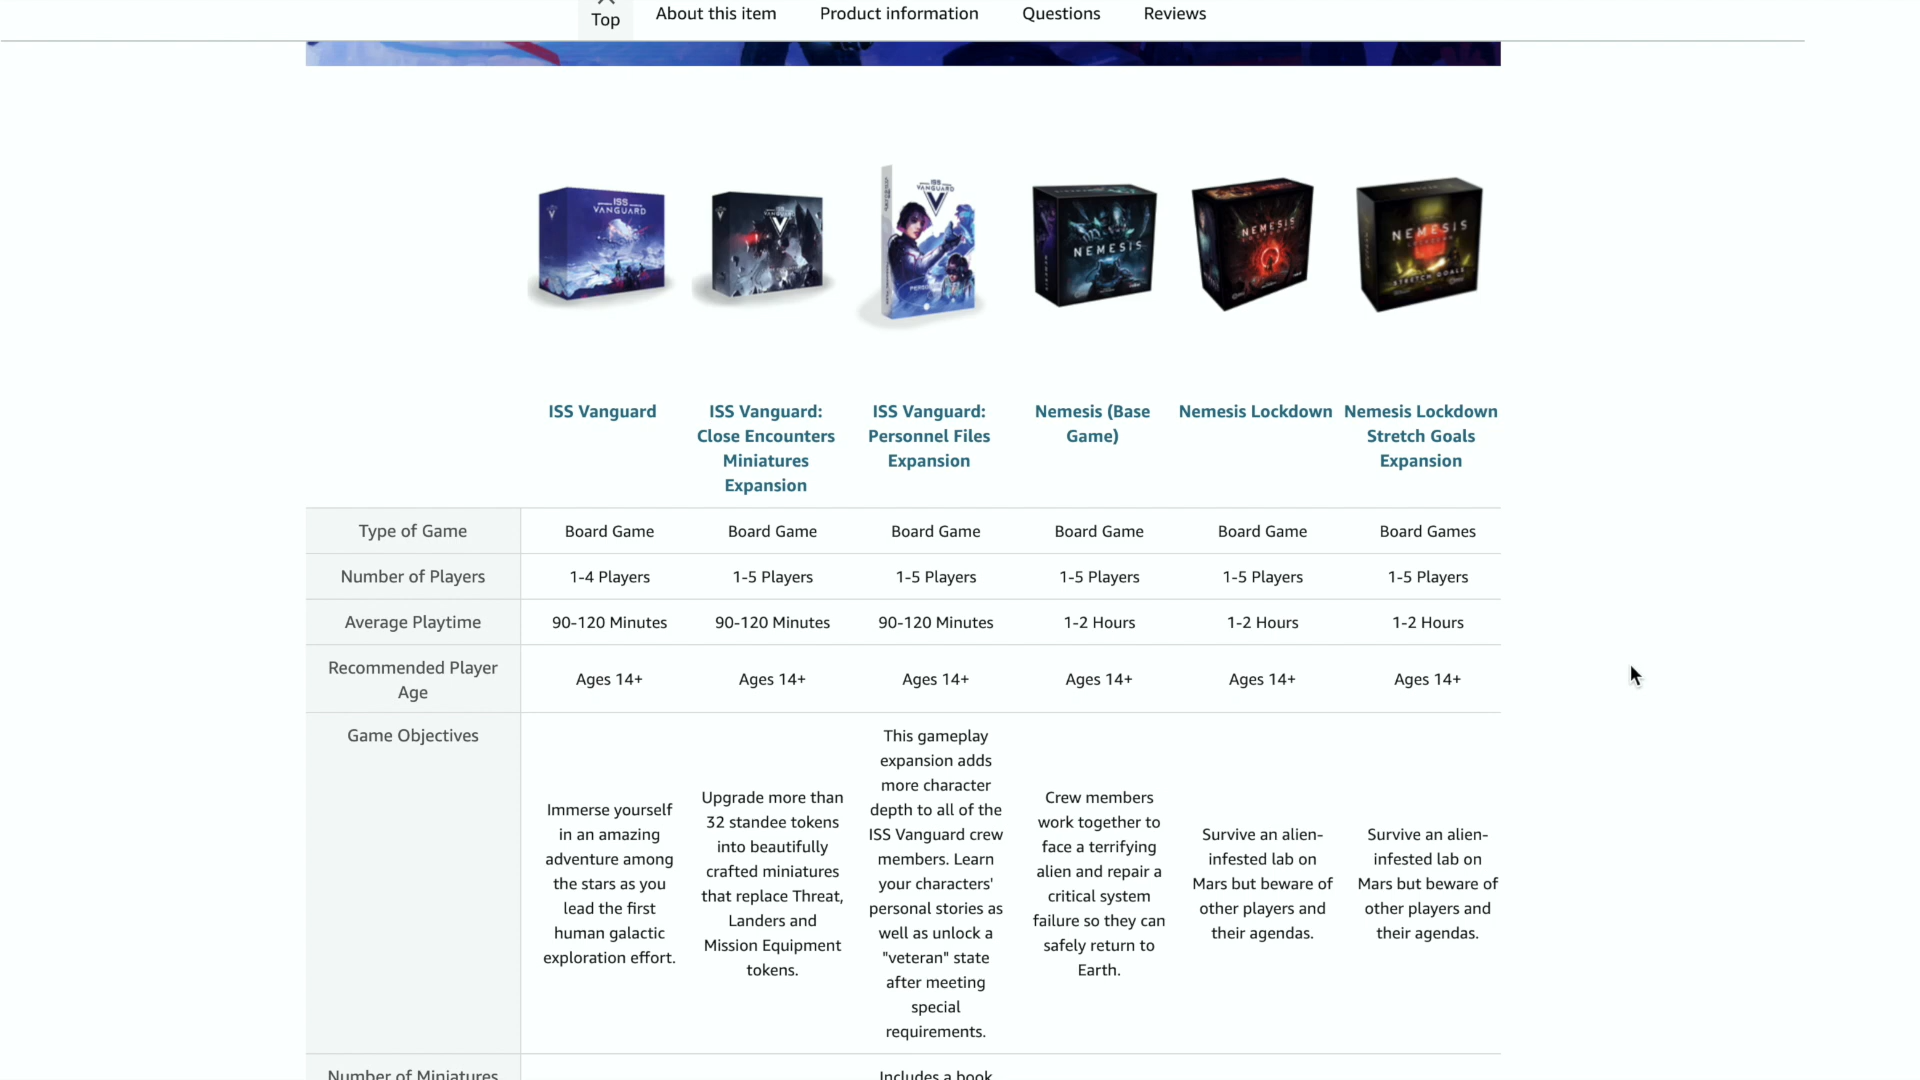 Top
About this item
Product information
Questions
Reviews
ISS
VANGUARD
ISS
VANGUARD
NEMESIS
NEMESIS
NEMESIS
STRETCH GOALS
ISS Vanguard
ISS Vanguard:
Close Encounters
Miniatures
Expansion
ISS Vanguard:
Personnel Files
Expansion
Nemesis (Base
Game)
Nemesis Lockdown
Nemesis Lockdown
Stretch Goals
Expansion
Type of Game
Board Game
Board Game
Board Game
Board Game
Board Game
Board Games
Number of Players
1-4 Players
1-5 Players
1-5 Players
1-5 Players
1-5 Players
1-5 Players
Average Playtime
90-120 Minutes
90-120 Minutes
90-120 Minutes
1-2 Hours
1-2 Hours
1-2 Hours
Recommended Player
Age
Ages 14+
Ages 14+
Ages 14+
Ages 14+
Ages 14+
Ages 14+
Game Objectives
Immerse yourself
in an amazing
adventure among
the stars as you
lead the first
human galactic
exploration effort.
Upgrade more than
32 standee tokens
into beautifully
crafted miniatures
that replace Threat,
Landers and
Mission Equipment
tokens.
This gameplay
expansion adds
more character
depth to all of the
ISS Vanguard crew
members. Learn
your characters'
personal stories as
well as unlock a
"veteran" state
after meeting
special
requirements.
Crew members
work together to
face a terrifying
alien and repair a
critical system
failure so they can
safely return to
Earth.
Survive an alien-
infested lab on
Mars but beware of
other players and
their agendas.
Survive an alien-
infested lab on
Mars but beware of
other players and
their agendas.
Number of Miniatures
Includes a book